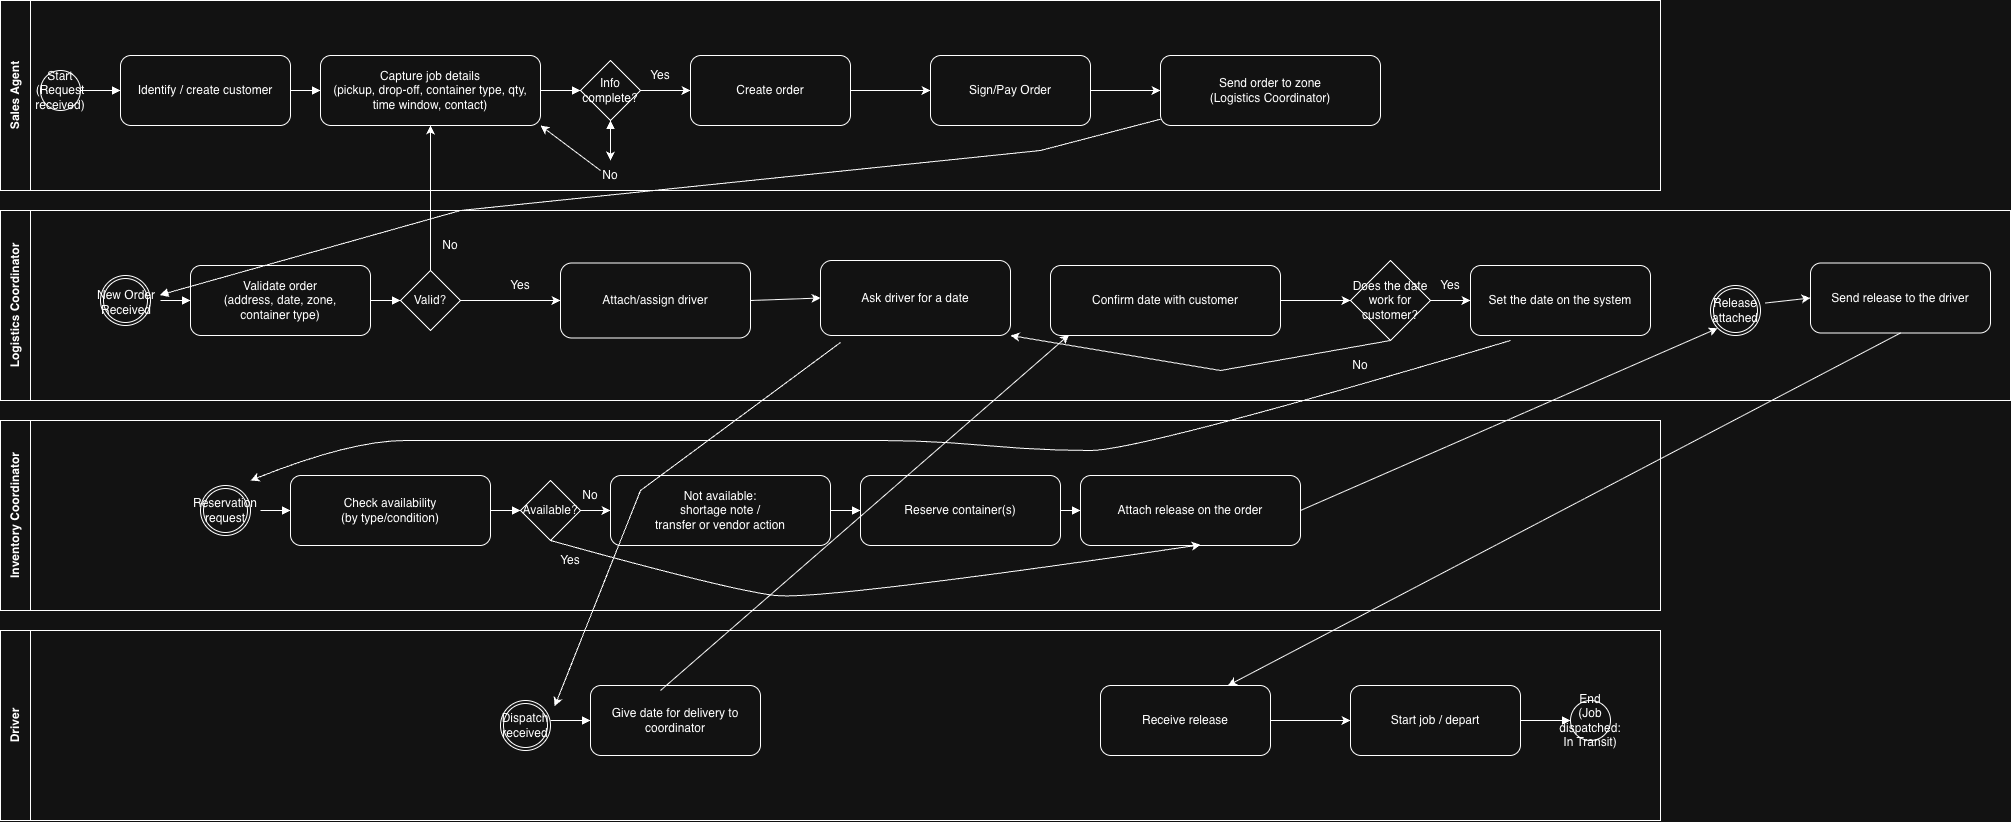 Sales Agent
Start
(Request
received)
Identify / create customer
Capture job details
(pickup, drop-off, container type, qty,
time window, contact)
Info
complete?
Yes
No
Create order
Sign/Pay Order
Send order to zone
(Logistics Coordinator)
Logistics Coordinator
New Order
Received
Validate order
(address, date, zone,
container type)
Valid?
No
Yes
Attach/assign driver
Ask driver for a date
Confirm date with customer
Does the date
work for
customer?
Yes
No
Set the date on the system
Release
attached
Send release to the driver
Inventory Coordinator
Reservation
request
Check availability
(by type/condition)
Available?
No
Yes
Not available:
shortage note /
transfer or vendor action
Reserve container(s)
Attach release on the order
Driver
Dispatch
received
Give date for delivery to
coordinator
Receive release
Start job / depart
End
(Job
dispatched:
In Transit)